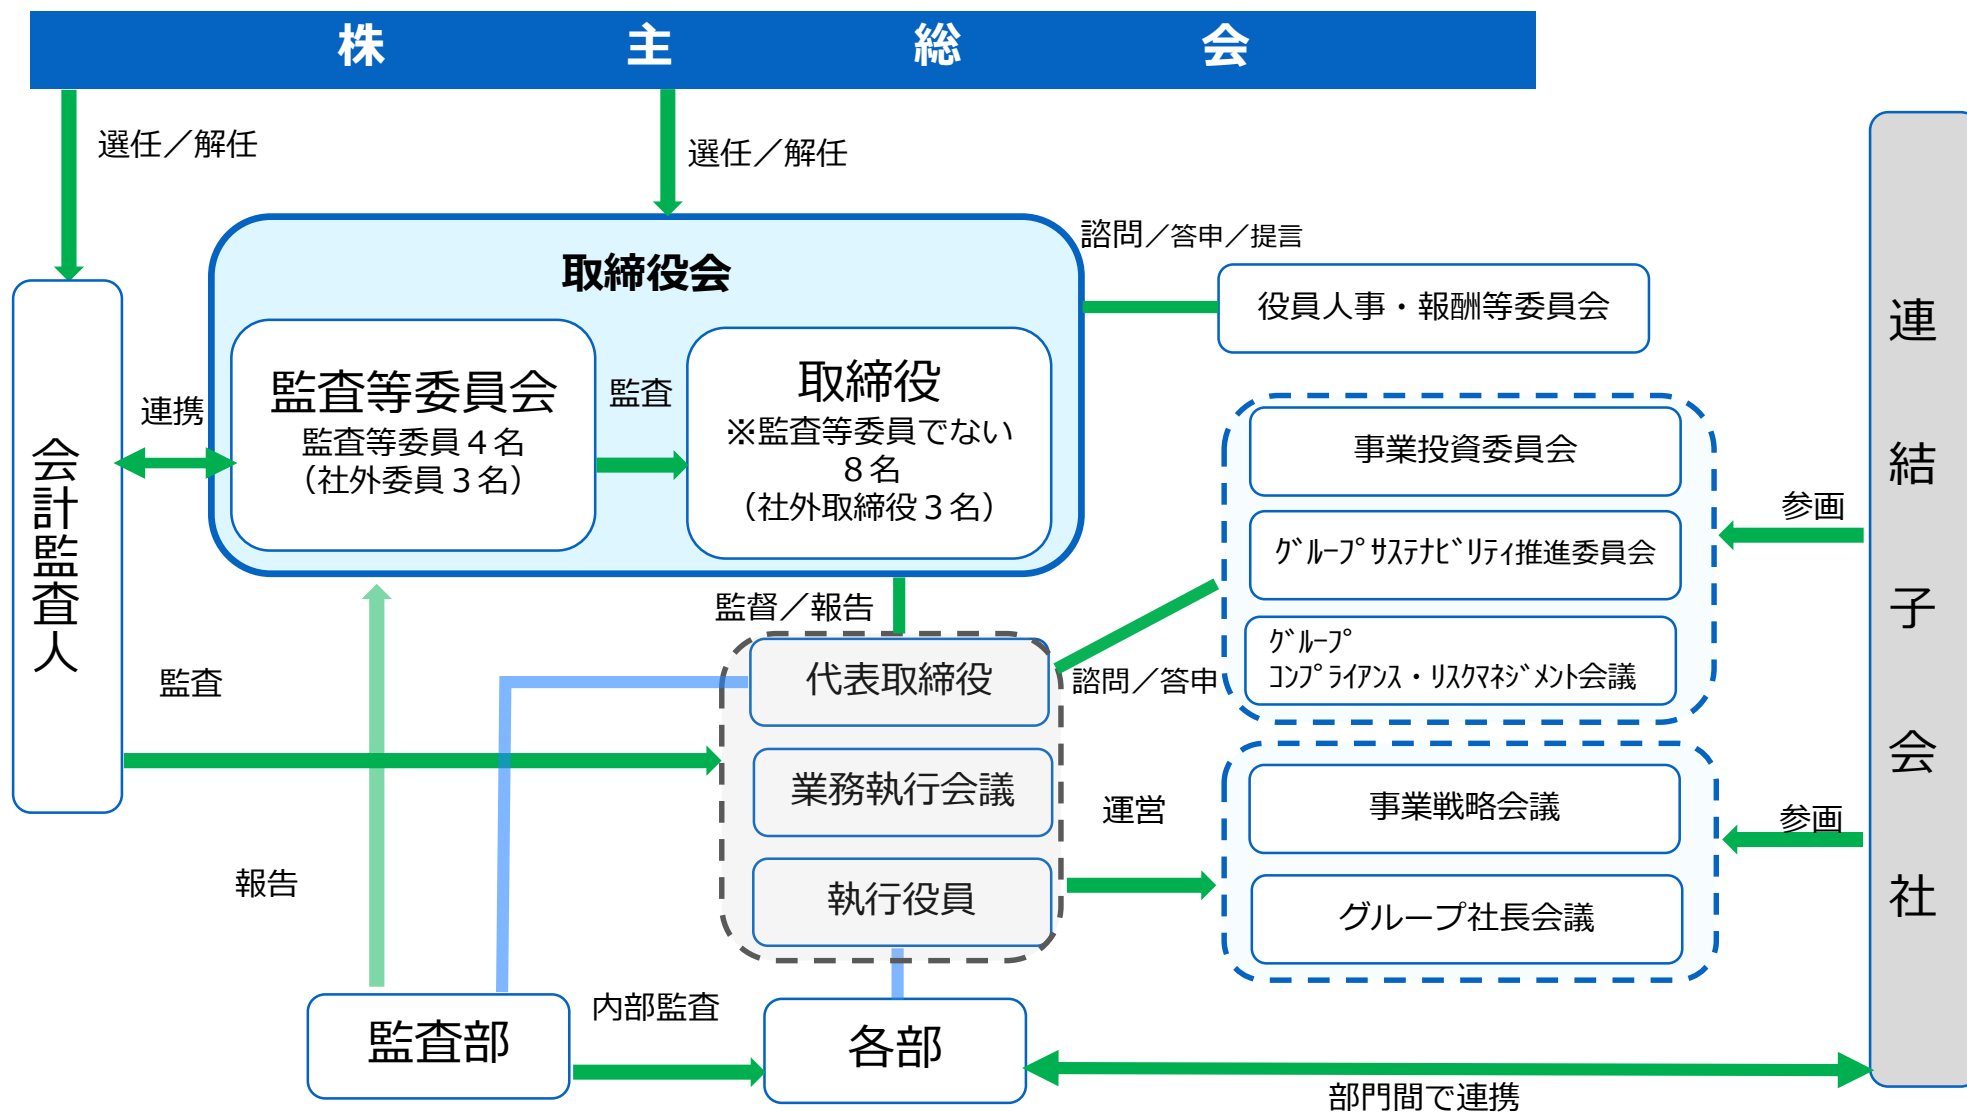 株主総会
選任／解任
選任／解任
諮問／答申／提言
取締役会
役員人事・報酬等委員会
監査等委員会
監査等委員４名
（社外委員３名）
監査
取締役
※監査等委員でない
８名
（社外取締役３名）
連携
会計監査人
事業投資委員会
ｸﾞﾙｰﾌﾟｻｽﾃﾅﾋﾞﾘﾃｨ推進委員会
ｸﾞﾙｰﾌﾟ
ｺﾝﾌﾟﾗｲｱﾝｽ・ﾘｽｸﾏﾈｼﾞﾒﾝﾄ会議
参画
連結子会社
監督／報告
諮問／答申
代表取締役
業務執行会議
執行役員
監査
運営
事業戦略会議
グループ社長会議
参画
報告
監査部
内部監査
各部
部門間で連携